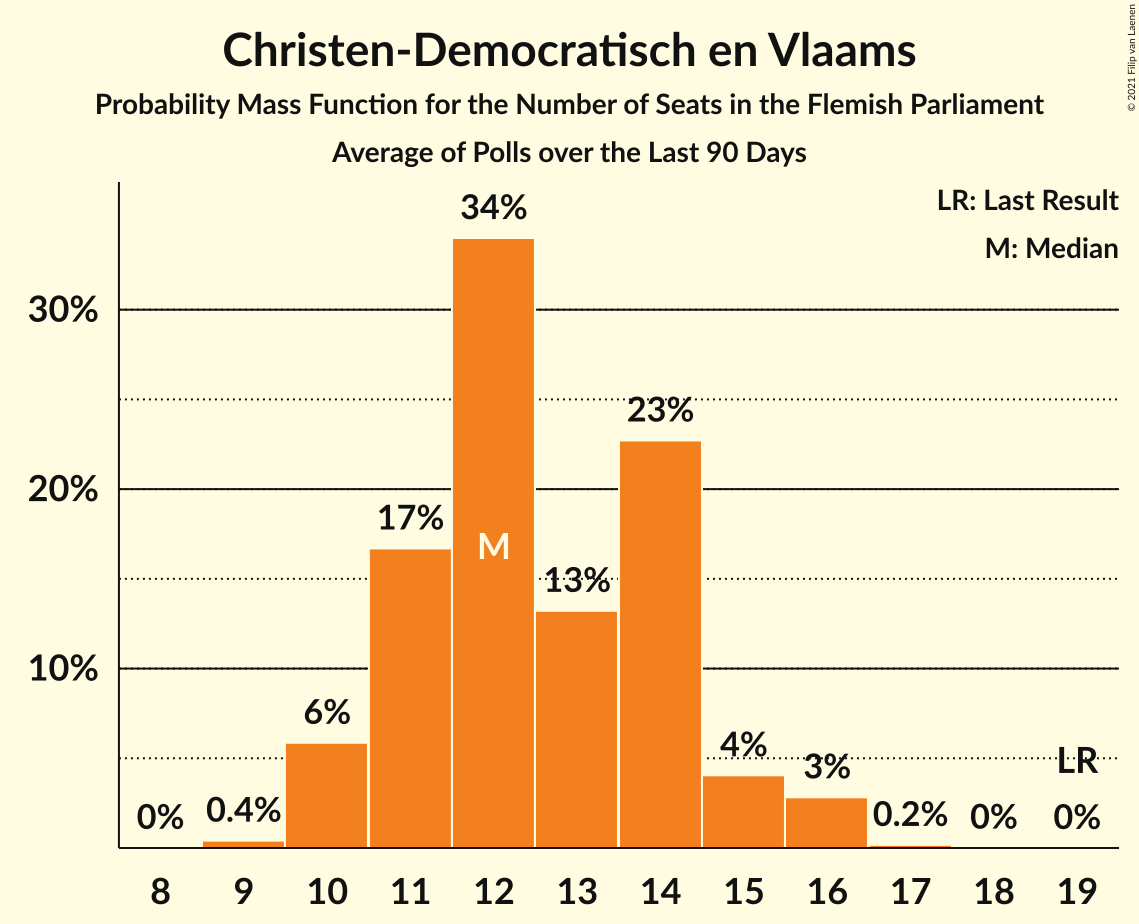 Christen-Democratisch en Vlaams
Probability Mass Function for the Number of Seats in the Flemish Parliament
Average of Polls over the Last 90 Days
© 2021 Filip van Laenen
LR: Last Result
M: Median
34%
30%
23%
20%
17%
M
13%
10%
6%
4%
3%
LR
0%
0.4%
0.2%
0%
0%
8 9 10 11 12 13 14 15 16 17 18 19